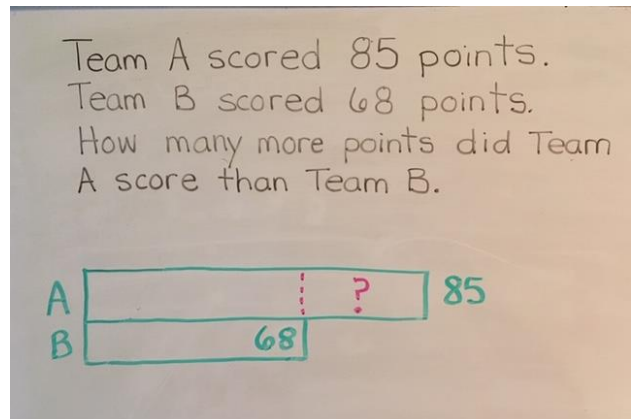 Team A scored 85 points.
Team B scored 68 points.
How many more points did Team
A score than Team B.
A ? 85
B 68